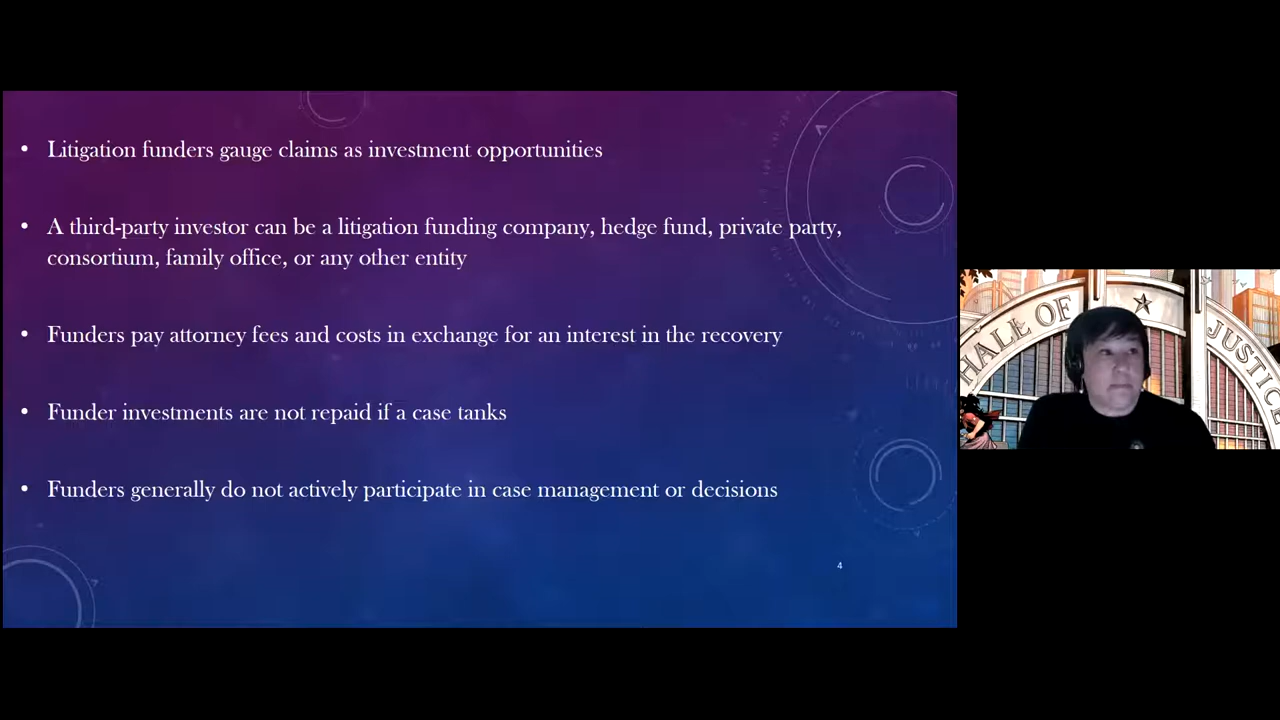 • Litigation funders gauge claims as investment opportunities
• A third-party investor can be a litigation funding company, hedge fund, private party,
consortium, family office, or any other entity
• Funders pay attorney fees and costs in exchange for an interest in the recovery
• Funder investments are not repaid if a case tanks
• Funders generally do not actively participate in case management or decisions
4
HALL OF ★ JUSTICE